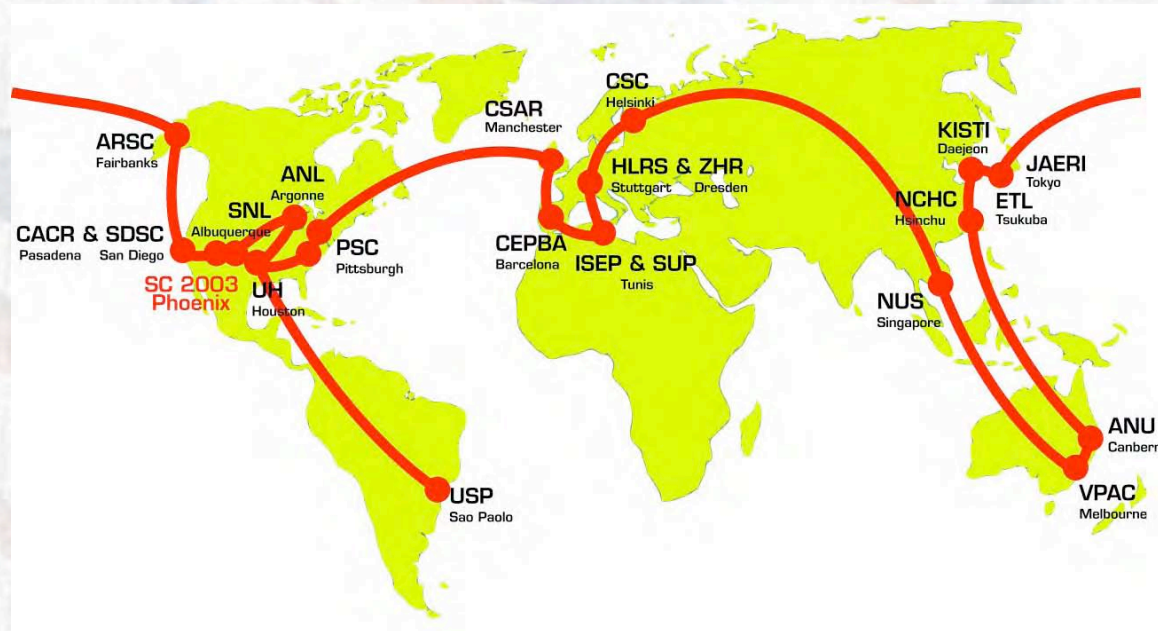 ARSC
Fairbanks
CACR & SDSC
Pasadena San Diego
SC 2003
Phoenix
SNL
Albuquerque
ANL
Argonne
UH
Houston
PSC
Pittsburgh
USP
Sao Paolo
CSAR
Manchester
CEPBA
Barcelona
CSC
Helsinki
HLRS & ZHR
Stuttgart Dresden
ISEP & SUP
Tunis
NUS
Singapore
KISTI
Daejeon
JAERI
Tokyo
ETL
Tsukuba
NCHC
Hsinchu
ANU
Canberr
VPAC
Melbourne